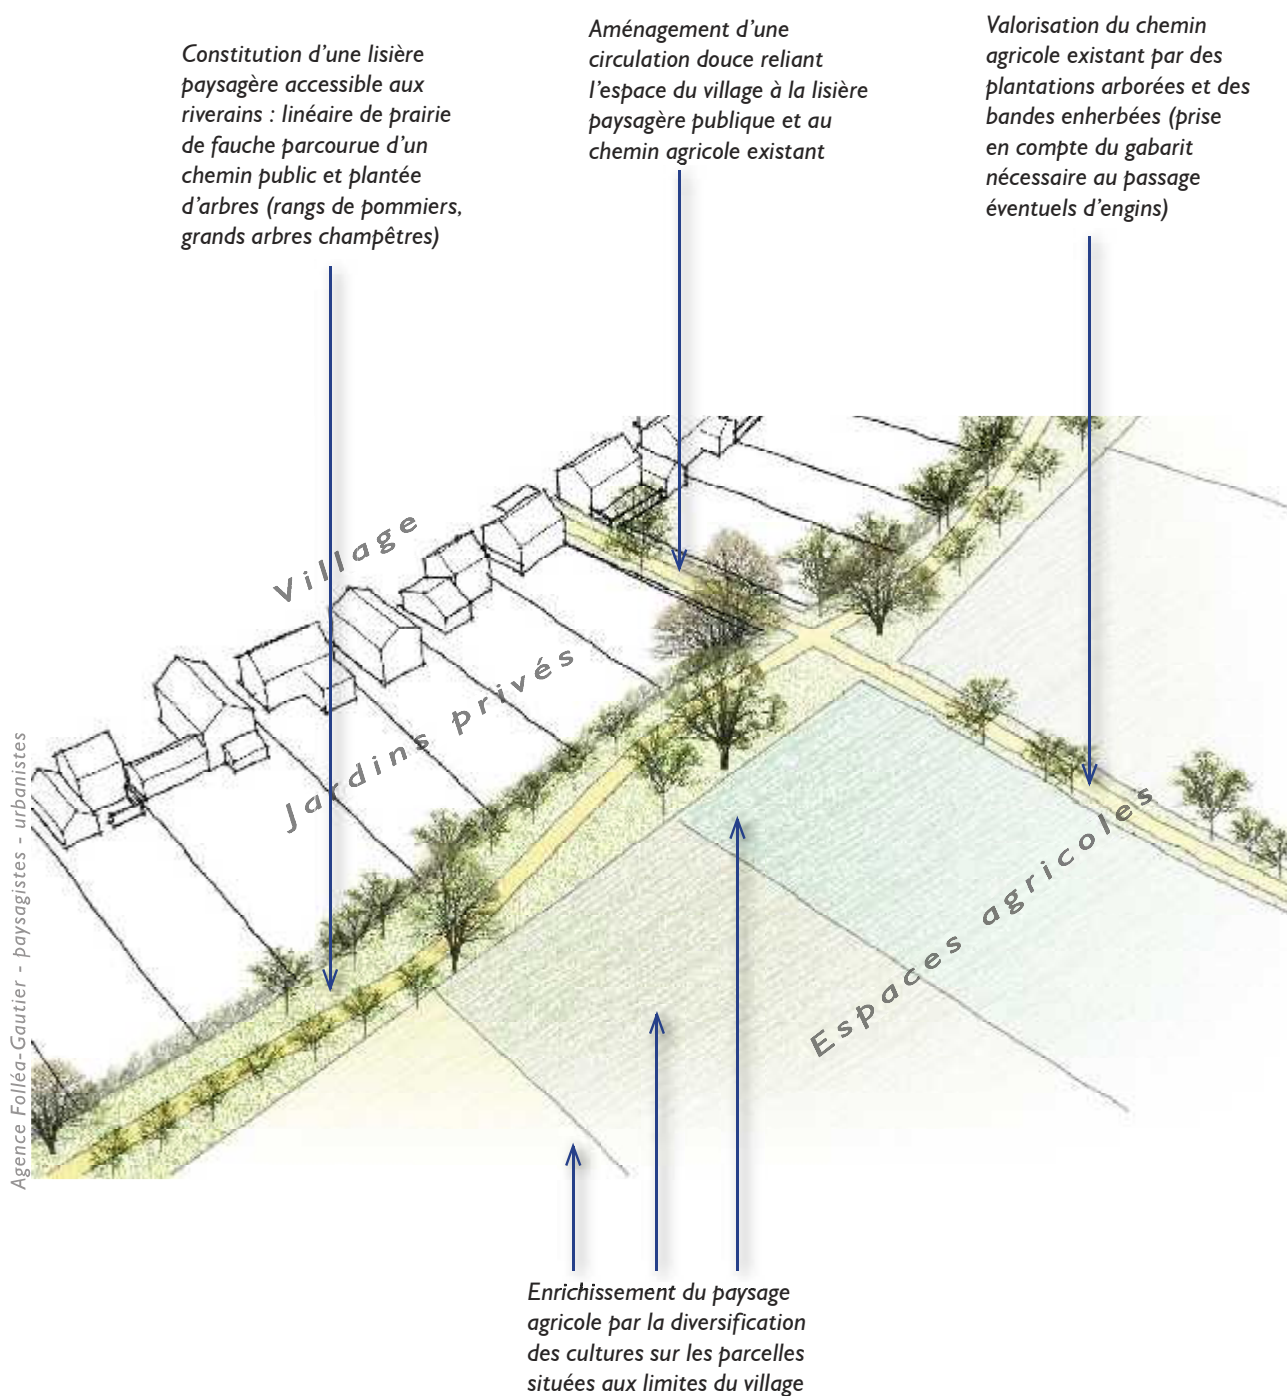 Constitution d’une lisière
paysagère accessible aux
riverains : linéaire de prairie
de fauche parcourue d’un
chemin public et plantée
d’arbres (rangs de pommiers,
grands arbres champêtres)
Aménagement d’une
circulation douce reliant
l’espace du village à la lisière
paysagère publique et au
chemin agricole existant
Valorisation du chemin
agricole existant par des
plantations arborées et des
bandes enherbées (prise
en compte du gabarit
nécessaire au passage
éventuels d’engins)
Village
Jardins privés
Espaces agricoles
Agence Folléa-Gautier - paysagistes - urbanistes
Enrichissement du paysage
agricole par la diversification
des cultures sur les parcelles
situées aux limites du village